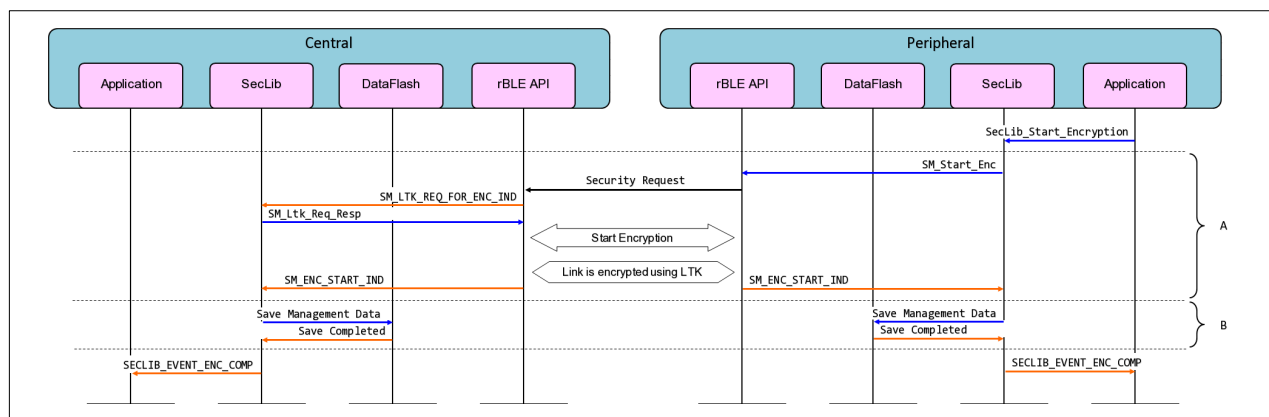 Central
Peripheral
Application
SecLib
DataFlash
rBLE API
rBLE API
DataFlash
SecLib
Application
SecLib_Start_Encryption
SM_Start_Enc
Security Request
SM_LTK_REQ_FOR_ENC_IND
SM_Ltk_Req_Resp
Start Encryption
A
Link is encrypted using LTK
SM_ENC_START_IND
SM_ENC_START_IND
Save Management Data
Save Management Data
Save Completed
Save Completed
B
SECLIB_EVENT_ENC_COMP
SECLIB_EVENT_ENC_COMP